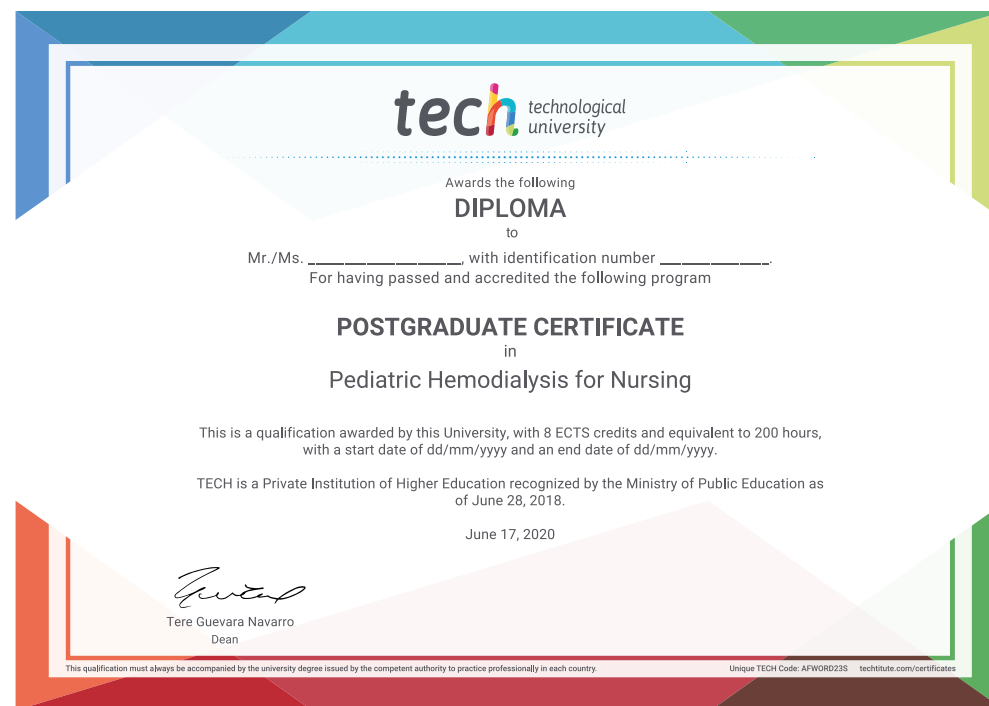 tech technological
university
Awards the following
DIPLOMA
to
Mr./Ms. ____________________, with identification number ______________.
For having passed and accredited the following program
POSTGRADUATE CERTIFICATE
in
Pediatric Hemodialysis for Nursing
This is a qualification awarded by this University, with 8 ECTS credits and equivalent to 200 hours,
with a start date of dd/mm/yyyy and an end date of dd/mm/yyyy.
TECH is a Private Institution of Higher Education recognized by the Ministry of Public Education as
of June 28, 2018.
June 17, 2020
Tere Guevara Navarro
Dean
This qualification must always be accompanied by the university degree issued by the competent authority to practice professionally in each country. Unique TECH Code: AFWORD23S techtitute.com/certificates